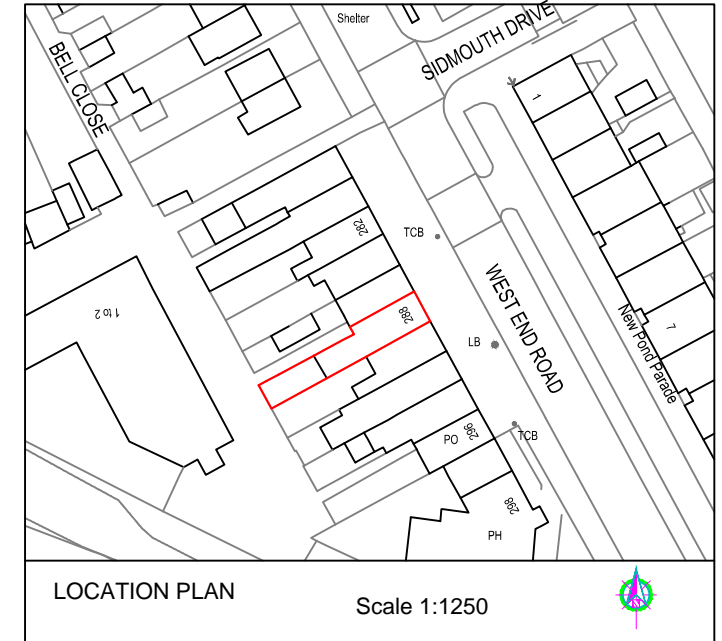 Shelter
BELL CLOSE
SIDMOUTH DRIVE
1
282
TCB
WEST END ROAD
288
1 to 2
LB
New Pond Parade
7
296
PO
TCB
298
PH
LOCATION PLAN
Scale 1:1250